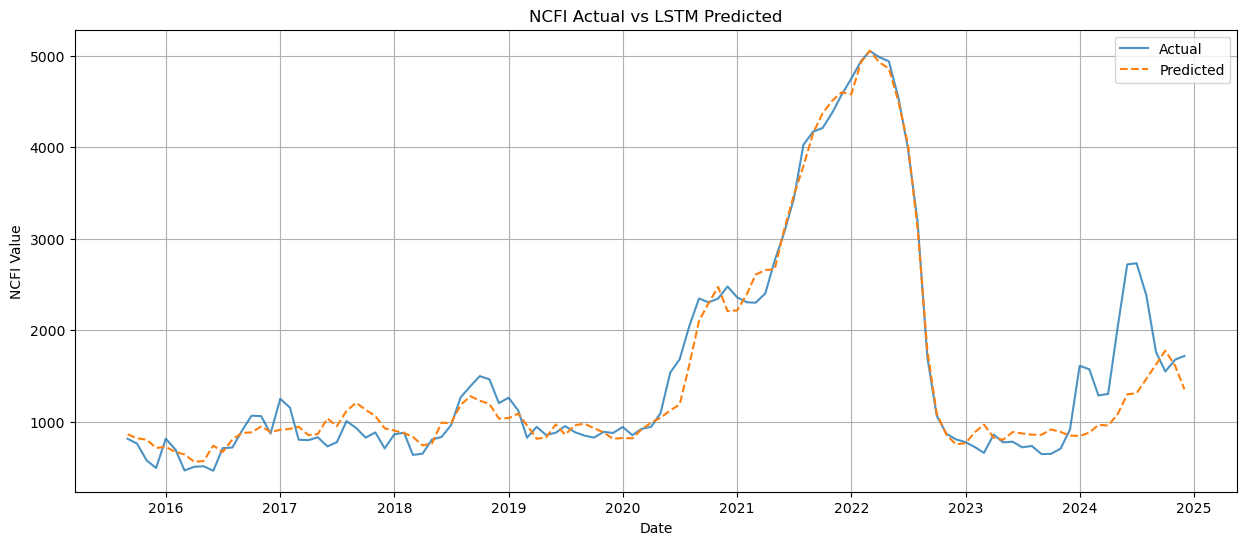 NCFI Actual vs LSTM Predicted
Actual
Predicted
NCFI Value
5000
4000
3000
2000
1000
2016 2017 2018 2019 2020 2021 2022 2023 2024 2025
Date